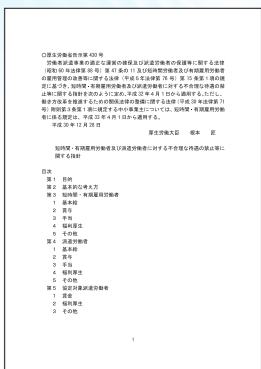 ○厚生労働省告示第430号
労働者派遣事業の適正な運営の確保及び派遣労働者の保護等に関する法律
（昭和60年法律第88号）第47条の11及び短時間労働者及び有期雇用労働者
の雇用管理の改善等に関する法律（平成5年法律第76号）第15条第1項の規
定に基づき、短時間・有期雇用労働者及び派遣労働者に対する不合理な待遇の禁
止等に関する指針を次のように定め、平成32年4月1日から適用する。ただし、
働き方改革を推進するための関係法律の整備に関する法律（平成30年法律第71
号）附則第3条第1項に規定する中小事業主については、短時間・有期雇用労働
者に係る規定は、平成33年4月1日から適用する。
平成30年12月28日
厚生労働大臣　根本　匠
短時間・有期雇用労働者及び派遣労働者に対する不合理な待遇の禁止等に
関する指針
目次
第1　目的
第2　基本的な考え方
第3　短時間・有期雇用労働者
1　基本給
2　賞与
3　手当
4　福利厚生
5　その他
第4　派遣労働者
1　基本給
2　賞与
3　手当
4　福利厚生
5　その他
第5　協定対象派遣労働者
1　賃金
2　福利厚生
3　その他
1